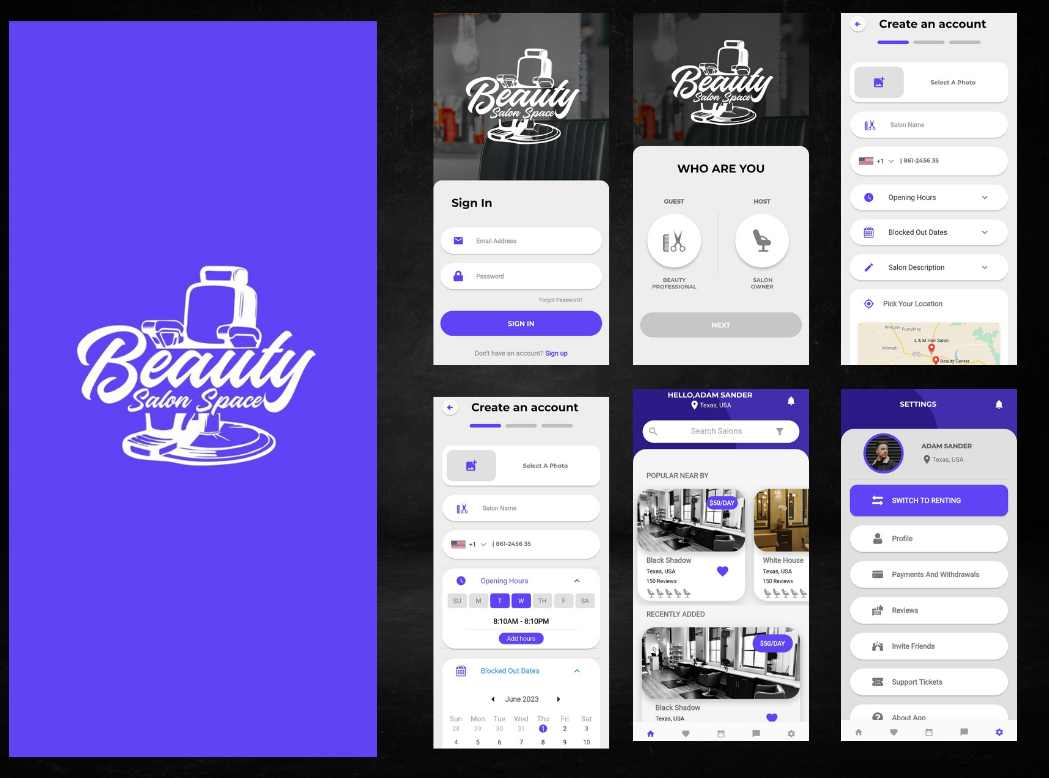 Beauty
Salon Space
Beauty
Salon Space
Sign In
Email Address
Password
Forgot Password?
SIGN IN
Don't have an account? Sign up
Beauty
Salon Space
WHO ARE YOU
GUEST
HOST
BEAUTY
PROFESSIONAL
SALON
OWNER
NEXT
Create an account
Select A Photo
Salon Name
+1 | 861-2456 35
Opening Hours
Blocked Out Dates
Salon Description
Pick Your Location
L & M Hair Salon
Beauty Center
Create an account
Select A Photo
Salon Name
+1 | 861-2456 35
Opening Hours
SU M T W TH F SA
8:10AM - 8:10PM
Add hours
Blocked Out Dates
June 2023
Sun Mon Tue Wed Thu Fri Sat
28 29 30 31 1 2 3
4 5 6 7 8 9 10
HELLO,ADAM SANDER
Texas, USA
Search Salons
POPULAR NEAR BY
$50/DAY
Black Shadow
Texas, USA
150 Reviews
White House
Texas, USA
150 Reviews
RECENTLY ADDED
$50/DAY
Black Shadow
Texas, USA
SETTINGS
ADAM SANDER
Texas, USA
SWITCH TO RENTING
Profile
Payments And Withdrawals
Reviews
Invite Friends
Support Tickets
About App